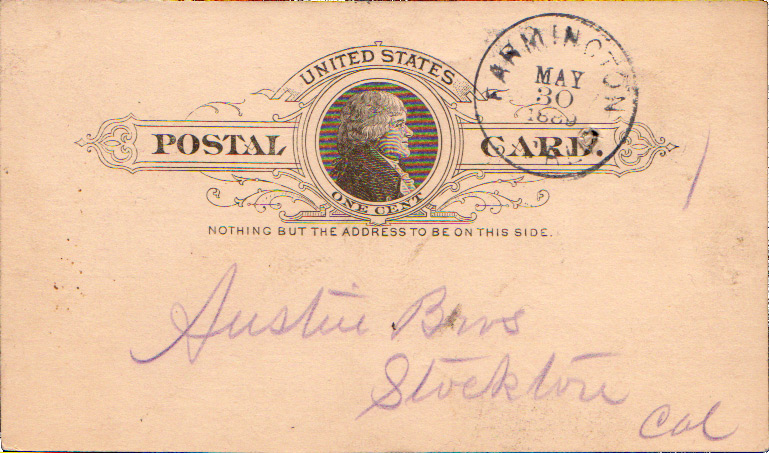 UNITED STATES
POSTAL CARD.
ONE CENT
FARMINGTON
MAY
30
1889
NOTHING BUT THE ADDRESS TO BE ON THIS SIDE.
Austin Bros
Stockton
Cal